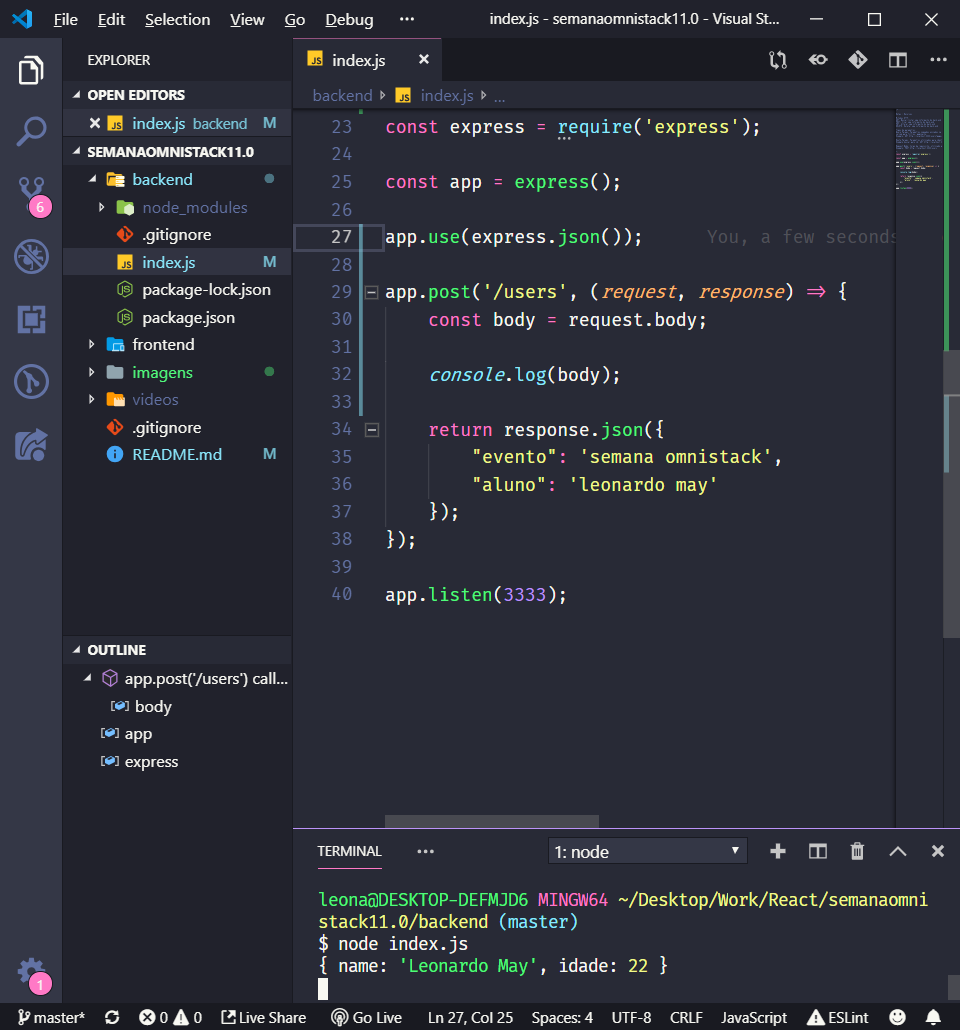 File Edit Selection View Go Debug ··· index.js - semanaomnistack11.0 - Visual St...
EXPLORER
OPEN EDITORS
index.js backend M
SEMANAOMNISTACK11.0
backend
node_modules
.gitignore
index.js M
package-lock.json
package.json
frontend
imagens
videos
.gitignore
README.md M
6
1
OUTLINE
app.post('/users') call...
body
app
express
JS index.js
backend JS index.js ...
23 const express = require('express');
24
25 const app = express();
26
27 app.use(express.json()); You, a few seconds
28
29 app.post('/users', (request, response) => {
30 const body = request.body;
31
32 console.log(body);
33
34 return response.json({
35 "evento": 'semana omnistack',
36 "aluno": 'leonardo may'
37 });
38 });
39
40 app.listen(3333);
TERMINAL ··· 1: node
leona@DESKTOP-DEFMJD6 MINGW64 ~/Desktop/Work/React/semanaomni
stack11.0/backend (master)
$ node index.js
{ name: 'Leonardo May', idade: 22 }
master* 0 0 Live Share Go Live Ln 27, Col 25 Spaces: 4 UTF-8 CRLF JavaScript ESLint